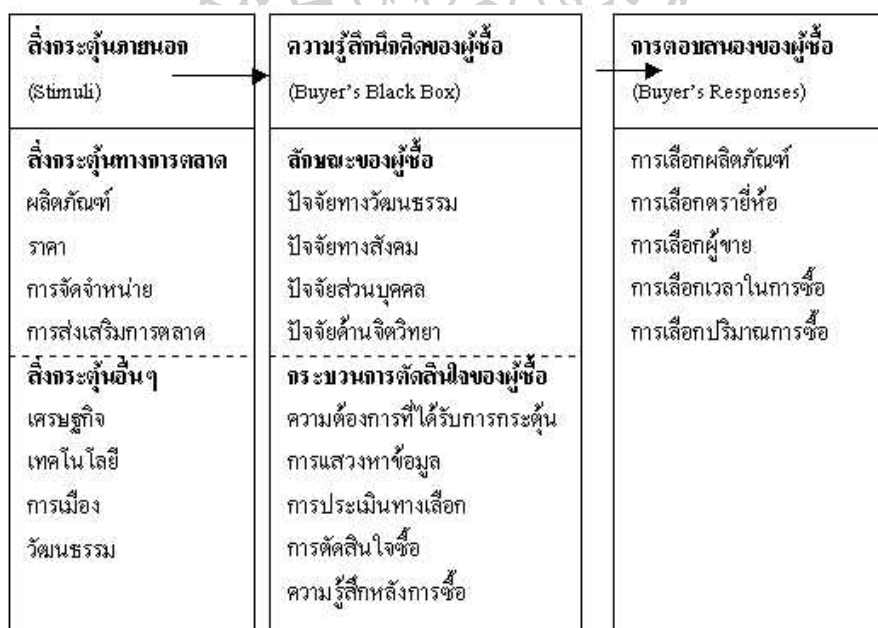 สิ่งกระตุ้นภายนอก
(Stimuli)
ความรู้สึกนึกคิดของผู้ซื้อ
(Buyer's Black Box)
การตอบสนองของผู้ซื้อ
(Buyer's Responses)
สิ่งกระตุ้นทางการตลาด
ผลิตภัณฑ์
ราคา
การจัดจำหน่าย
การส่งเสริมการตลาด
สิ่งกระตุ้นอื่นๆ
เศรษฐกิจ
เทคโนโลยี
การเมือง
วัฒนธรรม
ลักษณะของผู้ซื้อ
ปัจจัยทางวัฒนธรรม
ปัจจัยทางสังคม
ปัจจัยส่วนบุคคล
ปัจจัยด้านจิตวิทยา
กระบวนการตัดสินใจของผู้ซื้อ
ความต้องการที่ได้รับการกระตุ้น
การแสวงหาข้อมูล
การประเมินทางเลือก
การตัดสินใจซื้อ
ความรู้สึกหลังการซื้อ
การเลือกผลิตภัณฑ์
การเลือกตรายี่ห้อ
การเลือกผู้ขาย
การเลือกเวลาในการซื้อ
การเลือกปริมาณการซื้อ